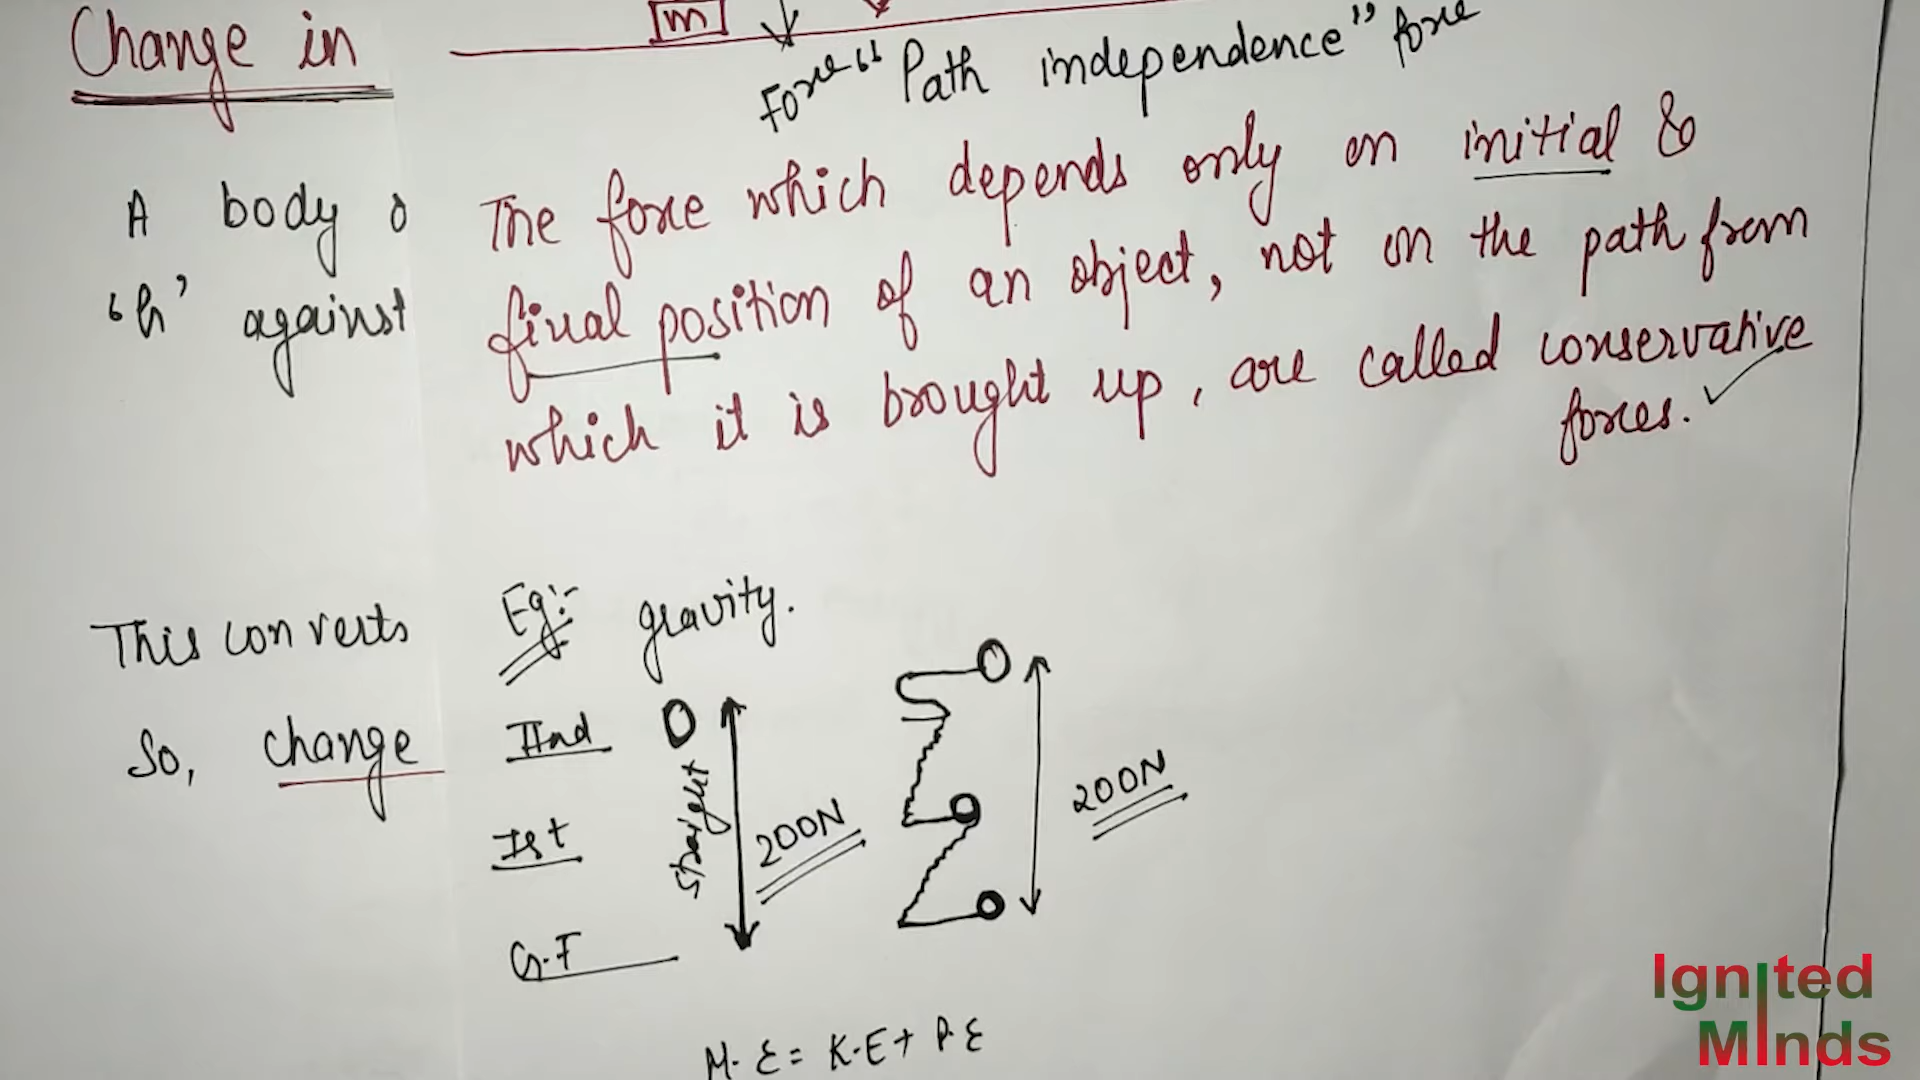 Change in
m
Force "Path independence" force
A body o
'h' against
The force which depends only on initial &
final position of an object, not on the path from
which it is brought up, are called conservative
forces.
This converts
So, change
Eg:- gravity.
IInd
Ist
G.F
straight
200N
200N
M.E = K.E + P.E
Ignited
Minds